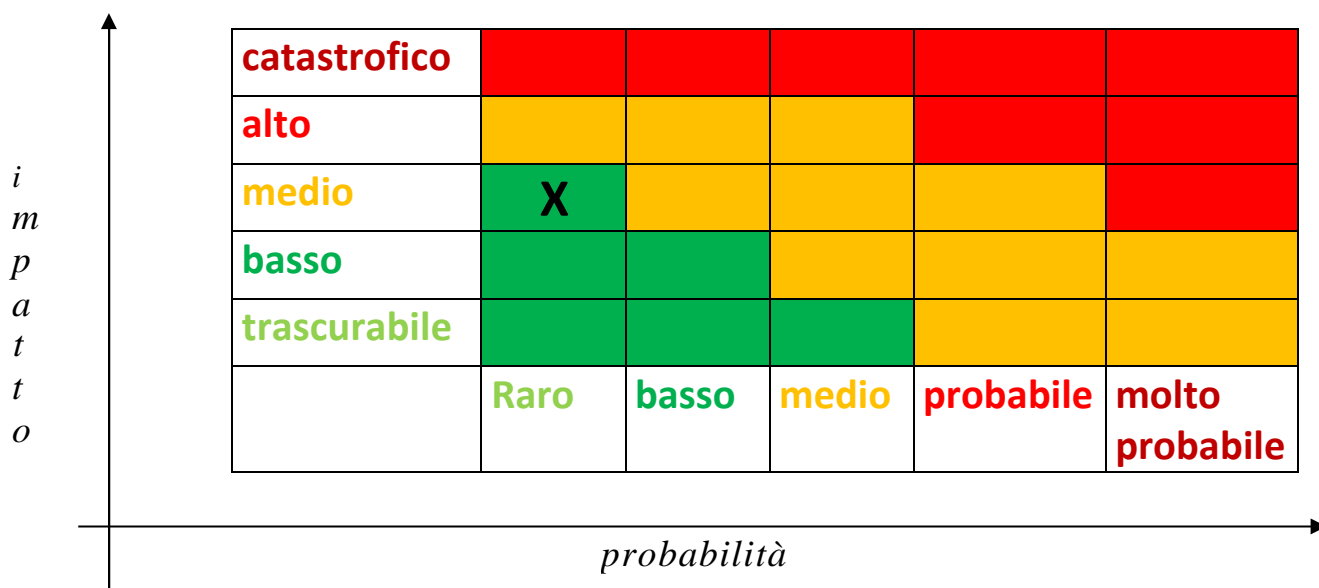 catastrofico
alto
medio
X
basso
trascurabile
Raro basso medio probabile molto probabile
i
m
p
a
t
t
o
probabilità